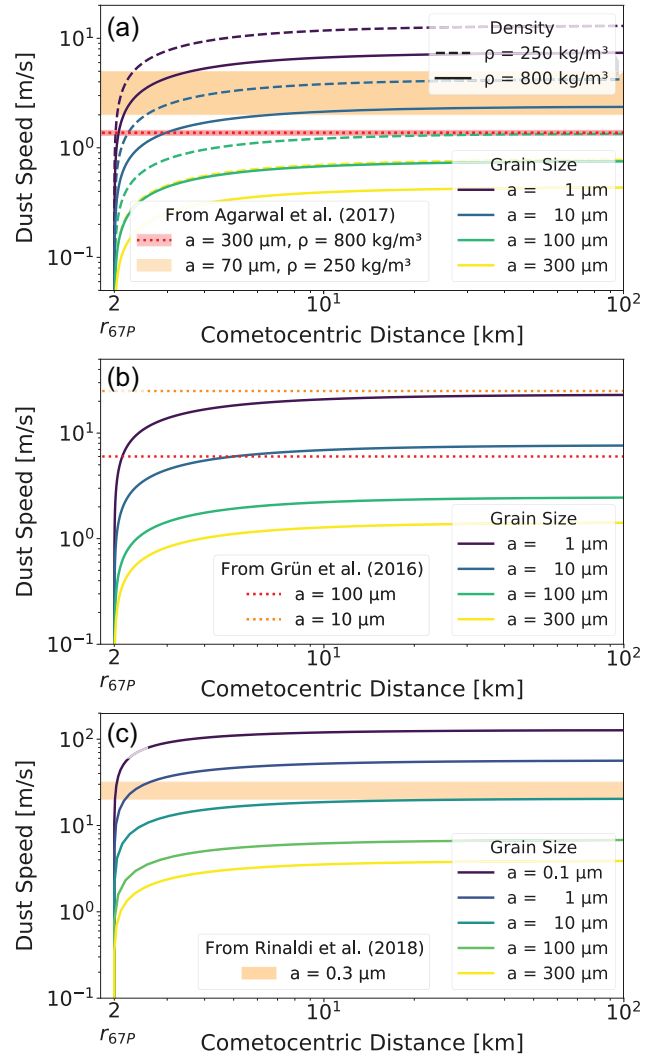 (a)
Density
ρ = 250 kg/m³
ρ = 800 kg/m³
Grain Size
a = 1 μm
a = 10 μm
a = 100 μm
a = 300 μm
From Agarwal et al. (2017)
a = 300 μm, ρ = 800 kg/m³
a = 70 μm, ρ = 250 kg/m³
Dust Speed [m/s]
10¹
10⁰
10⁻¹
2
10¹
10²
r₆₇P
Cometocentric Distance [km]
(b)
Grain Size
a = 1 μm
a = 10 μm
a = 100 μm
a = 300 μm
From Grün et al. (2016)
a = 100 μm
a = 10 μm
Dust Speed [m/s]
10¹
10⁰
10⁻¹
2
10¹
10²
r₆₇P
Cometocentric Distance [km]
(c)
Grain Size
a = 0.1 μm
a = 1 μm
a = 10 μm
a = 100 μm
a = 300 μm
From Rinaldi et al. (2018)
a = 0.3 μm
Dust Speed [m/s]
10²
10¹
10⁰
10⁻¹
2
10¹
10²
r₆₇P
Cometocentric Distance [km]